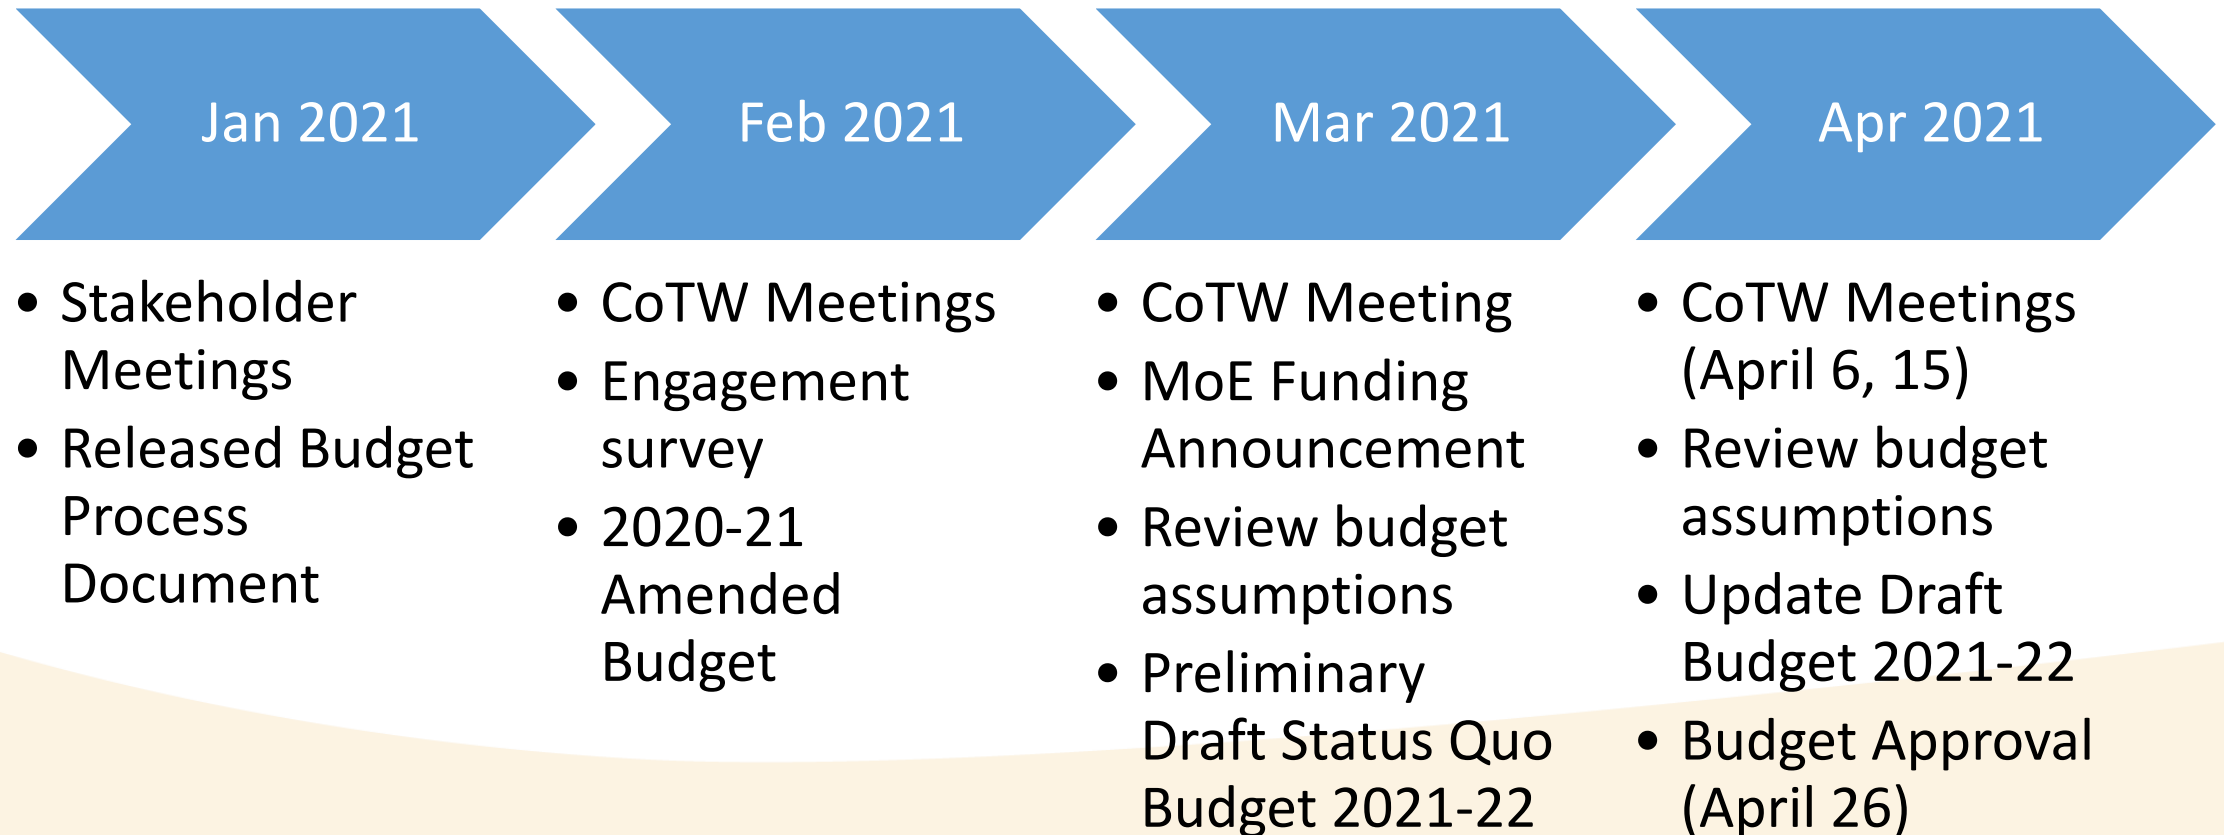 Jan 2021
• Stakeholder
Meetings
• Released Budget
Process
Document
Feb 2021
• CoTW Meetings
• Engagement
survey
• 2020-21
Amended
Budget
Mar 2021
• CoTW Meeting
• MoE Funding
Announcement
• Review budget
assumptions
• Preliminary
Draft Status Quo
Budget 2021-22
Apr 2021
• CoTW Meetings
(April 6, 15)
• Review budget
assumptions
• Update Draft
Budget 2021-22
• Budget Approval
(April 26)